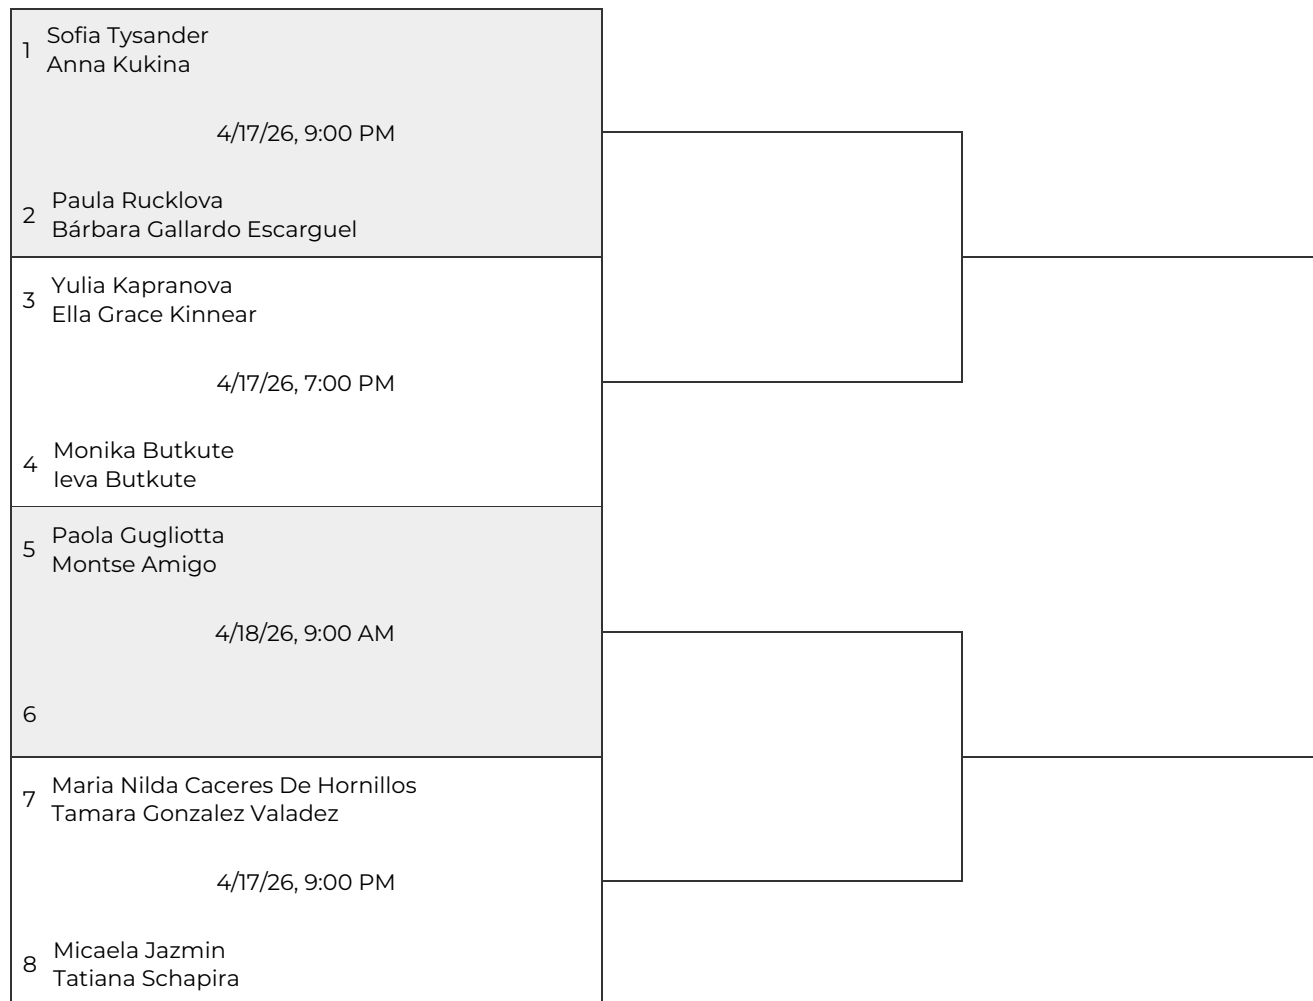 1
Sofia Tysander
Anna Kukina
4/17/26, 9:00 PM
2
Paula Rucklova
Bárbara Gallardo Escarguel
3
Yulia Kapranova
Ella Grace Kinnear
4/17/26, 7:00 PM
4
Monika Butkute
Ieva Butkute
5
Paola Gugliotta
Montse Amigo
4/18/26, 9:00 AM
6
7
Maria Nilda Caceres De Hornillos
Tamara Gonzalez Valadez
4/17/26, 9:00 PM
8
Micaela Jazmin
Tatiana Schapira